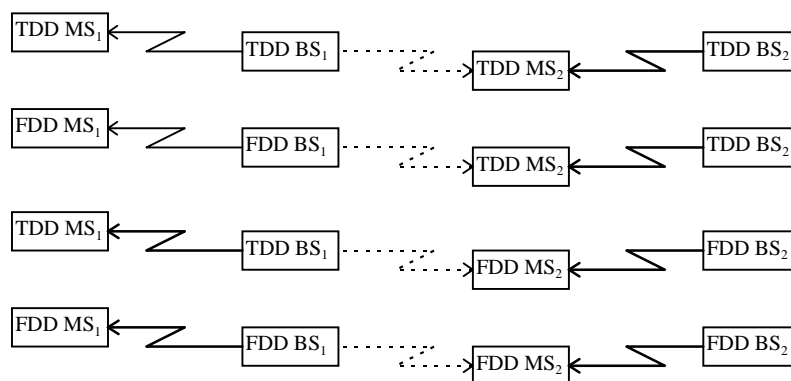 TDD MS₁ TDD BS₁ TDD MS₂ TDD BS₂
FDD MS₁ FDD BS₁ TDD MS₂ TDD BS₂
TDD MS₁ TDD BS₁ FDD MS₂ FDD BS₂
FDD MS₁ FDD BS₁ FDD MS₂ FDD BS₂